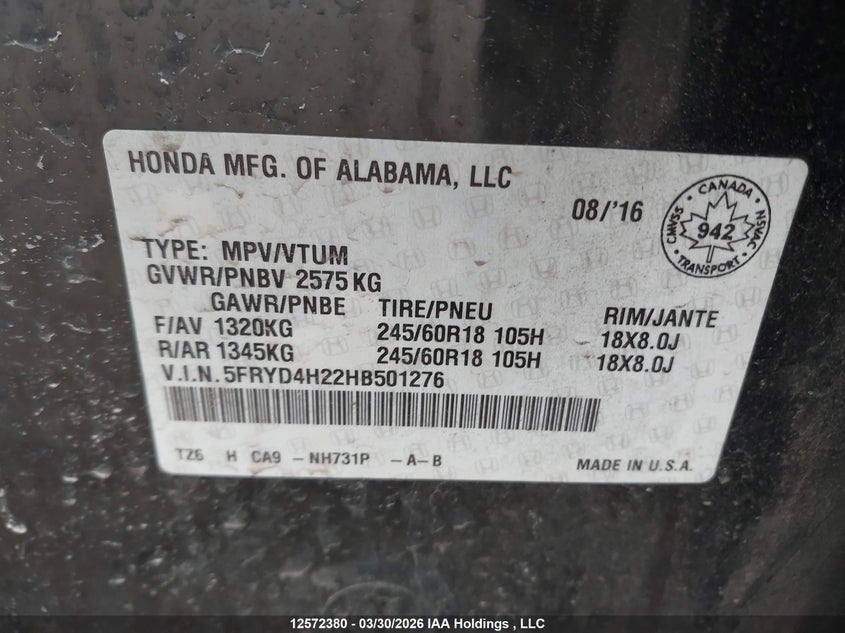 HONDA MFG. OF ALABAMA, LLC
08/'16
CANADA
CMVSS 942 NSVAC
TRANSPORT
TYPE: MPV/VTUM
GVWR/PNBV 2575 KG
GAWR/PNBE TIRE/PNEU RIM/JANTE
F/AV 1320KG 245/60R18 105H 18X8.0J
R/AR 1345KG 245/60R18 105H 18X8.0J
V.I.N. 5FRYD4H22HB501276
TZ6 H CA9 – NH731P – A – B MADE IN U.S.A.
12572380 - 03/30/2026 IAA Holdings , LLC